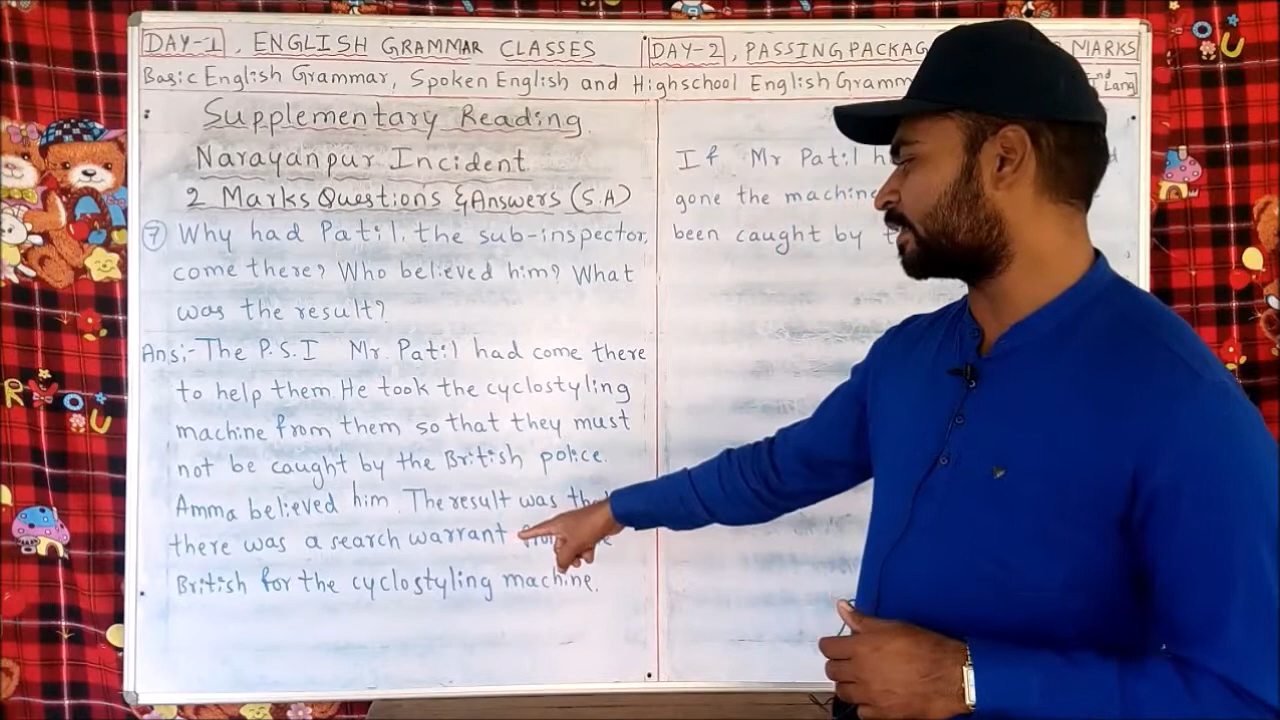 DAY-1, ENGLISH GRAMMAR CLASSES
DAY-2, PASSING PACKAG MARKS
Basic English Grammar, Spoken English and Highschool English Gramm nd Lang]
Supplementary Reading
Narayanpur Incident
2 Marks Questions & Answers (S.A)
7 Why had Patil, the sub-inspector,
come there? Who believed him? What
was the result?
Ans:- The P.S.I Mr. Patil had come there
to help them. He took the cyclostyling
machine from them so that they must
not be caught by the British police.
Amma believed him. The result was that
there was a search warrant
British for the cyclostyling machine.
If Mr Patil
gone the machine
been caught by